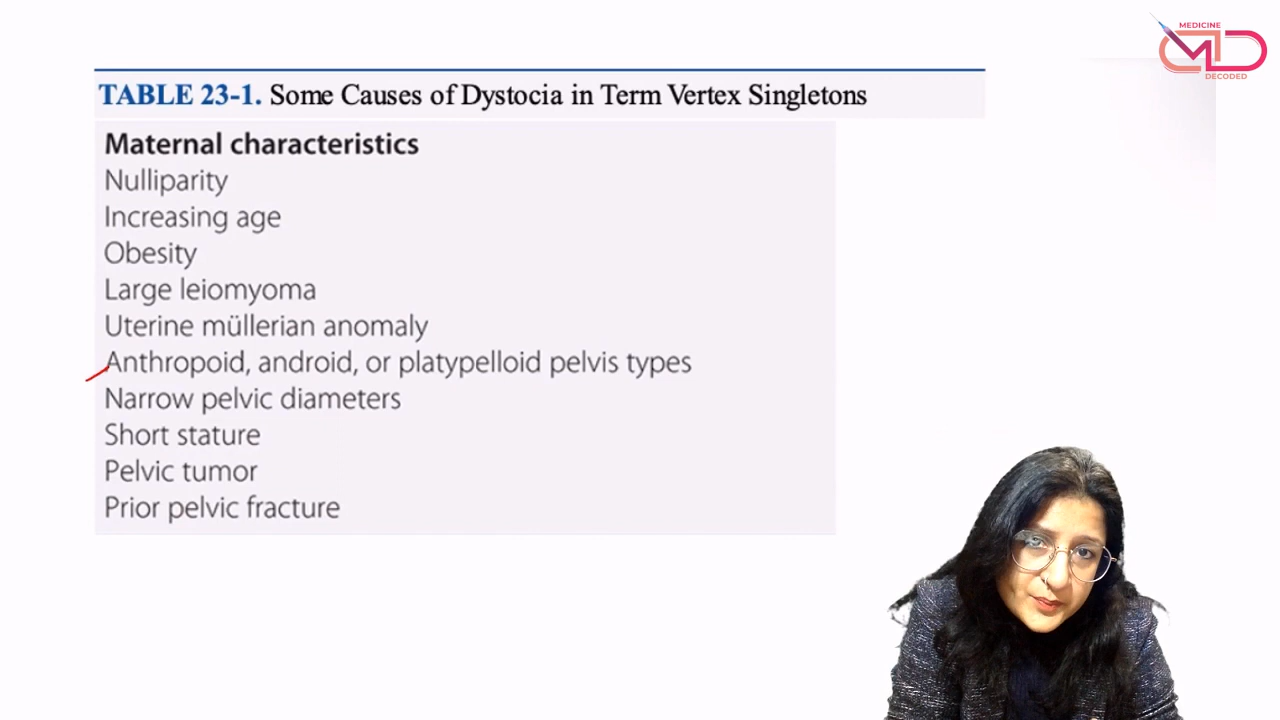 MEDICINE
MD
DECODED
TABLE 23-1. Some Causes of Dystocia in Term Vertex Singletons
Maternal characteristics
Nulliparity
Increasing age
Obesity
Large leiomyoma
Uterine müllerian anomaly
Anthropoid, android, or platypelloid pelvis types
Narrow pelvic diameters
Short stature
Pelvic tumor
Prior pelvic fracture